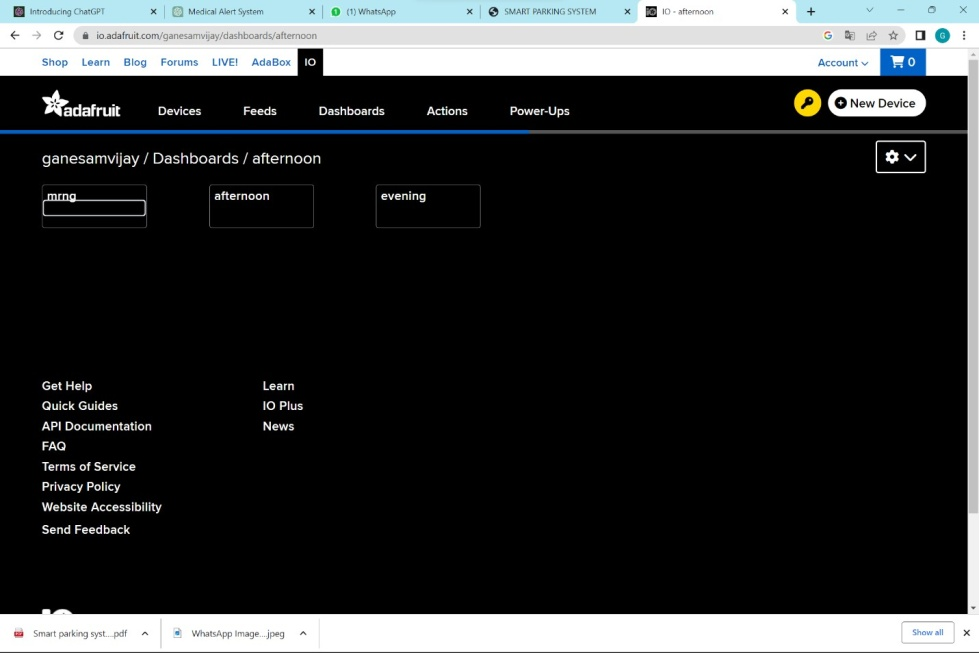 Introducing ChatGPT
Medical Alert System
(1) WhatsApp
SMART PARKING SYSTEM
IO - afternoon
io.adafruit.com/ganesamvijay/dashboards/afternoon
G
Shop Learn Blog Forums LIVE! AdaBox IO Account 0
adafruit Devices Feeds Dashboards Actions Power-Ups New Device
ganesamvijay / Dashboards / afternoon
mrng afternoon evening
Get Help
Quick Guides
API Documentation
FAQ
Terms of Service
Privacy Policy
Website Accessibility
Send Feedback
Learn
IO Plus
News
Smart parking syst....pdf WhatsApp Image....jpeg Show all